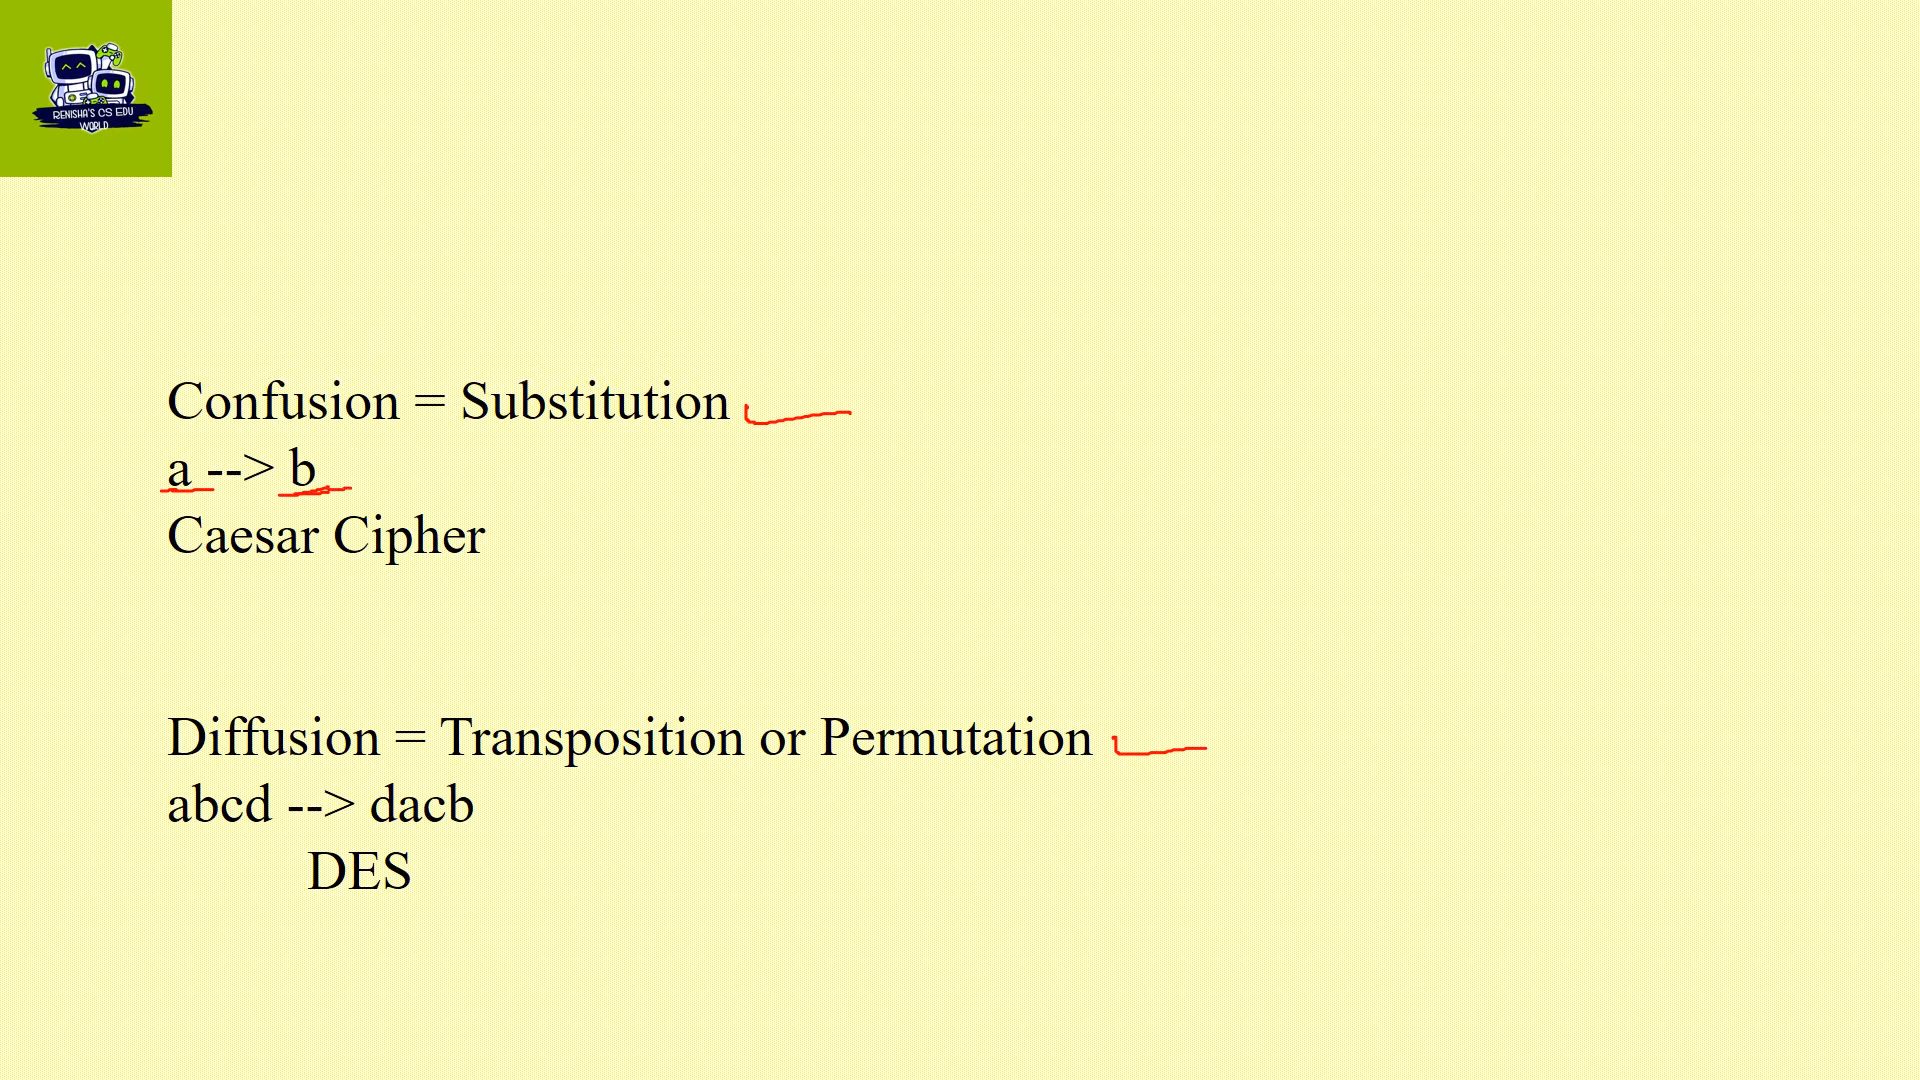 RENISHA'S CS EDU
WORLD
Confusion = Substitution
a --> b
Caesar Cipher
Diffusion = Transposition or Permutation
abcd --> dacb
DES